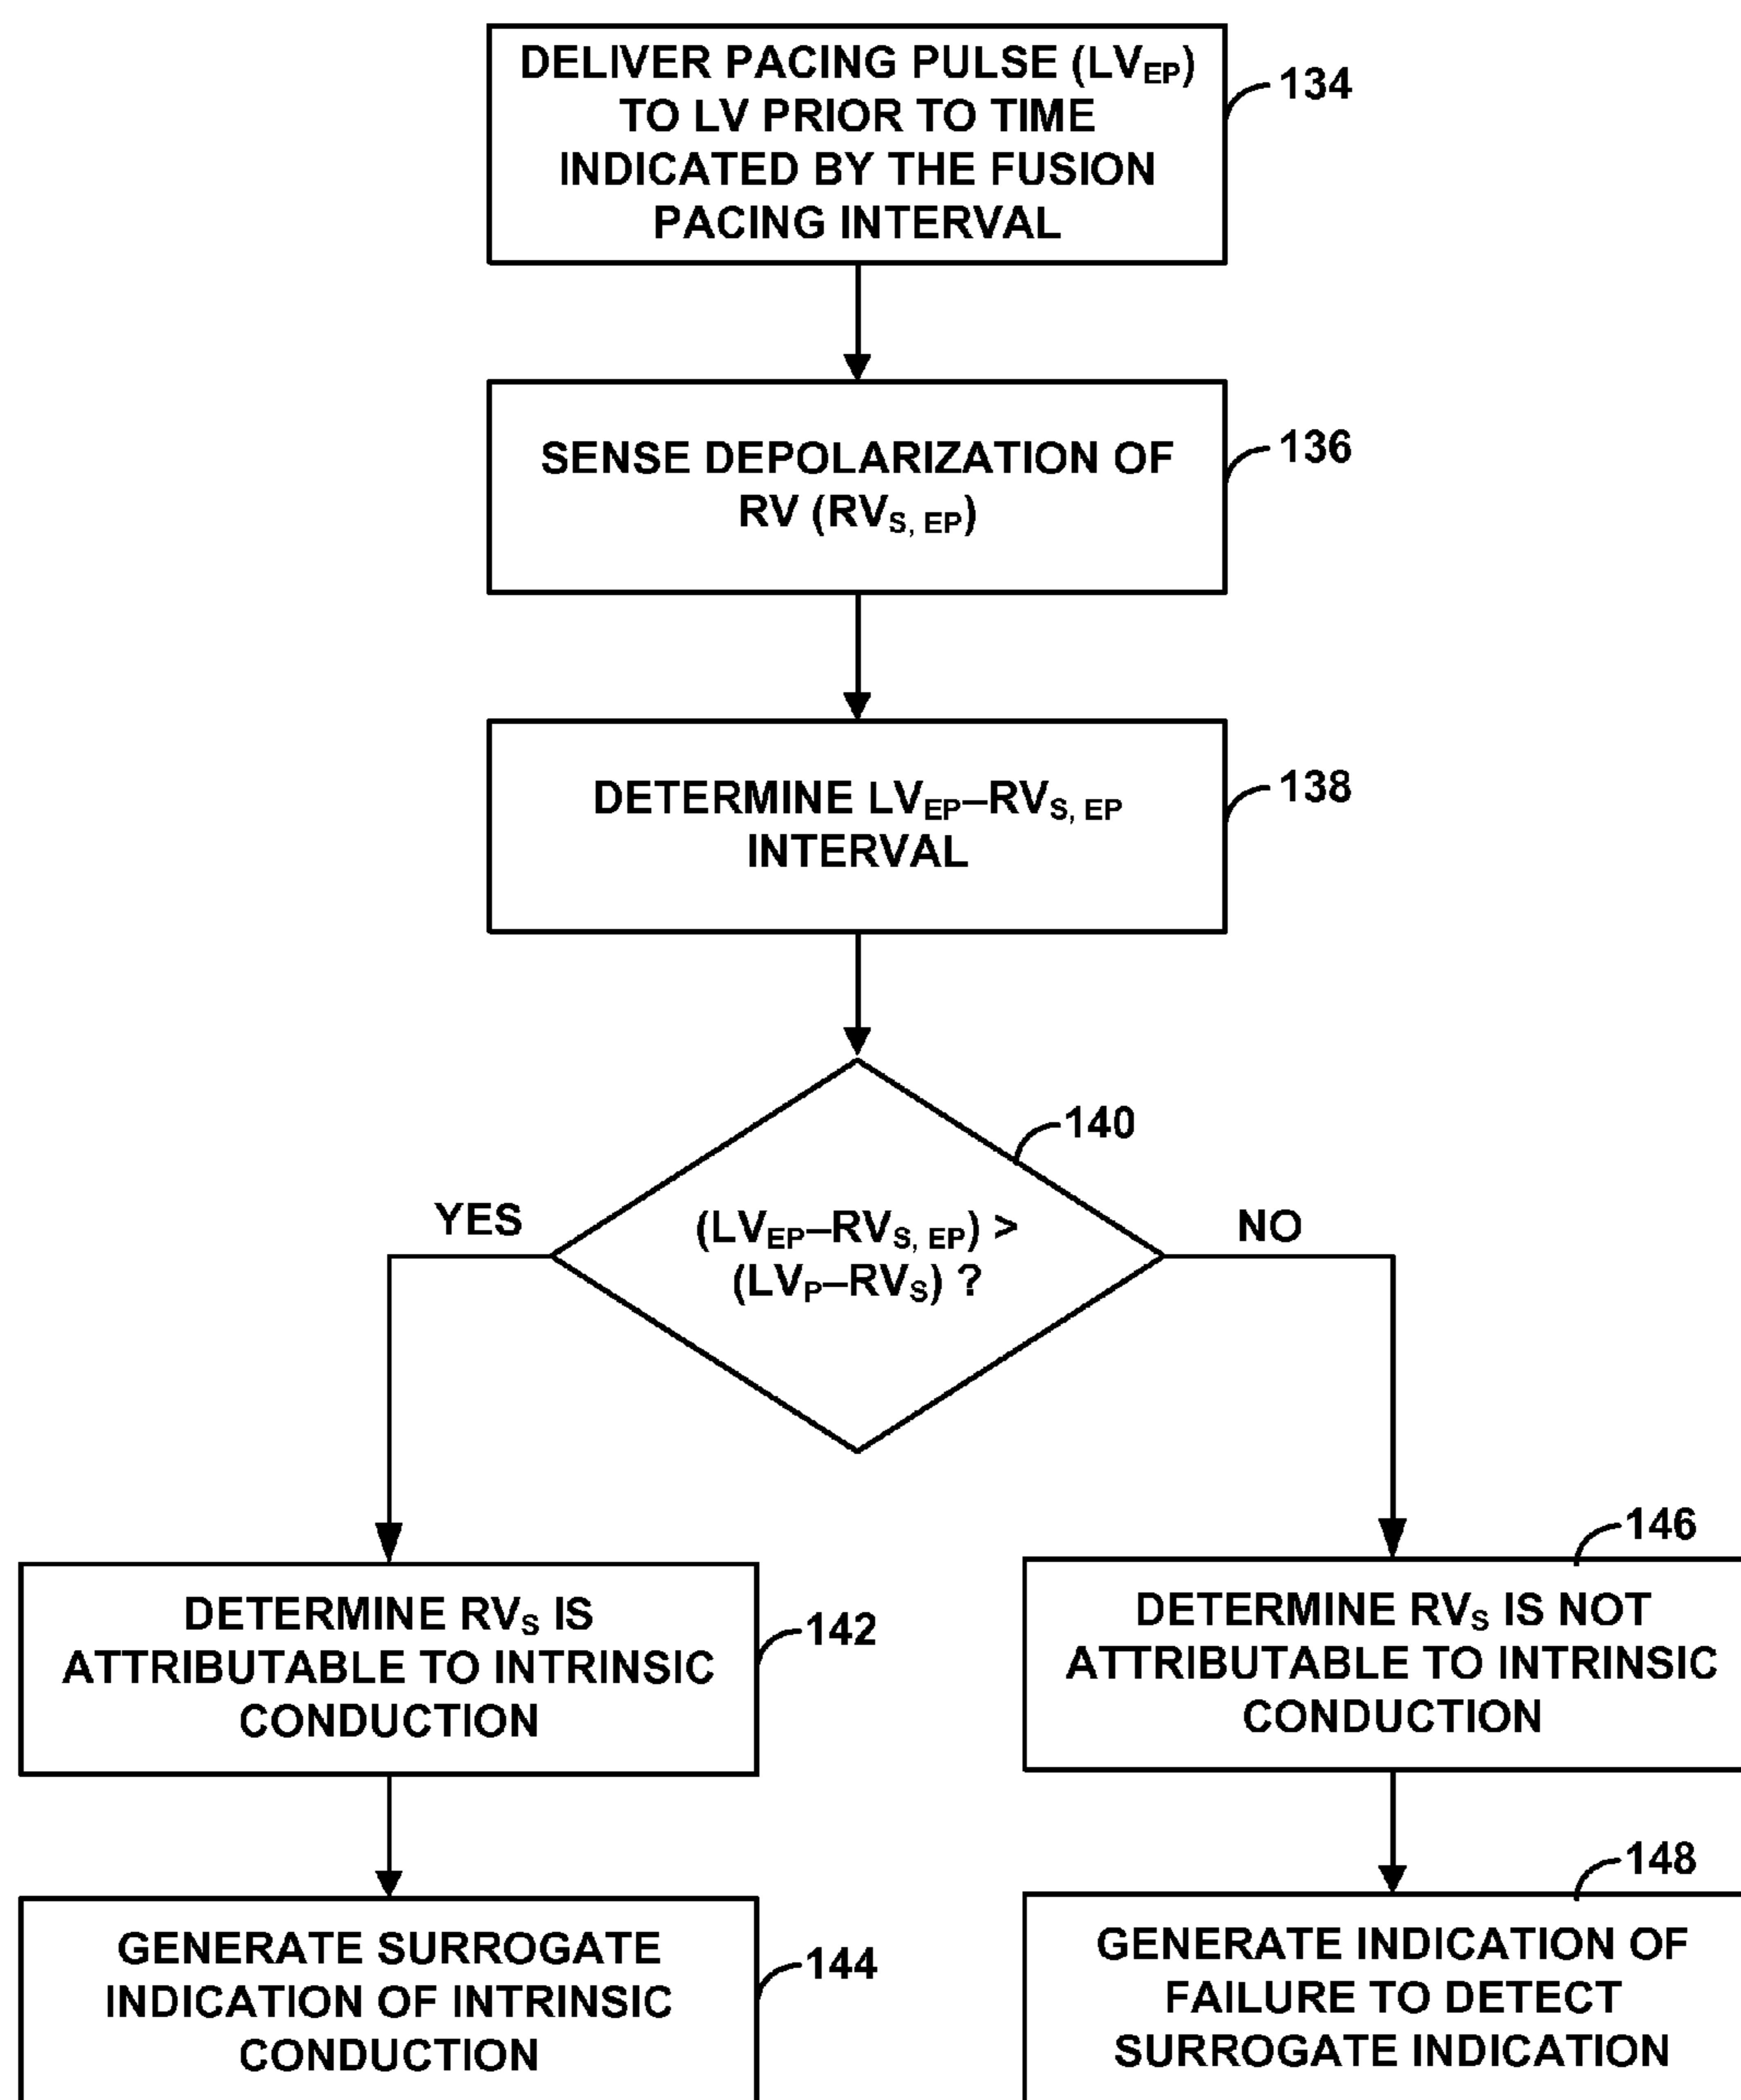 DELIVER PACING PULSE (LVEP)
TO LV PRIOR TO TIME
INDICATED BY THE FUSION
PACING INTERVAL
134
SENSE DEPOLARIZATION OF
RV (RVS, EP)
136
DETERMINE LVEP–RVS, EP
INTERVAL
138
140
YES
(LVEP–RVS, EP) >
(LVP–RVS) ?
NO
DETERMINE RVS IS
ATTRIBUTABLE TO INTRINSIC
CONDUCTION
142
146
DETERMINE RVS IS NOT
ATTRIBUTABLE TO INTRINSIC
CONDUCTION
GENERATE SURROGATE
INDICATION OF INTRINSIC
CONDUCTION
144
148
GENERATE INDICATION OF
FAILURE TO DETECT
SURROGATE INDICATION